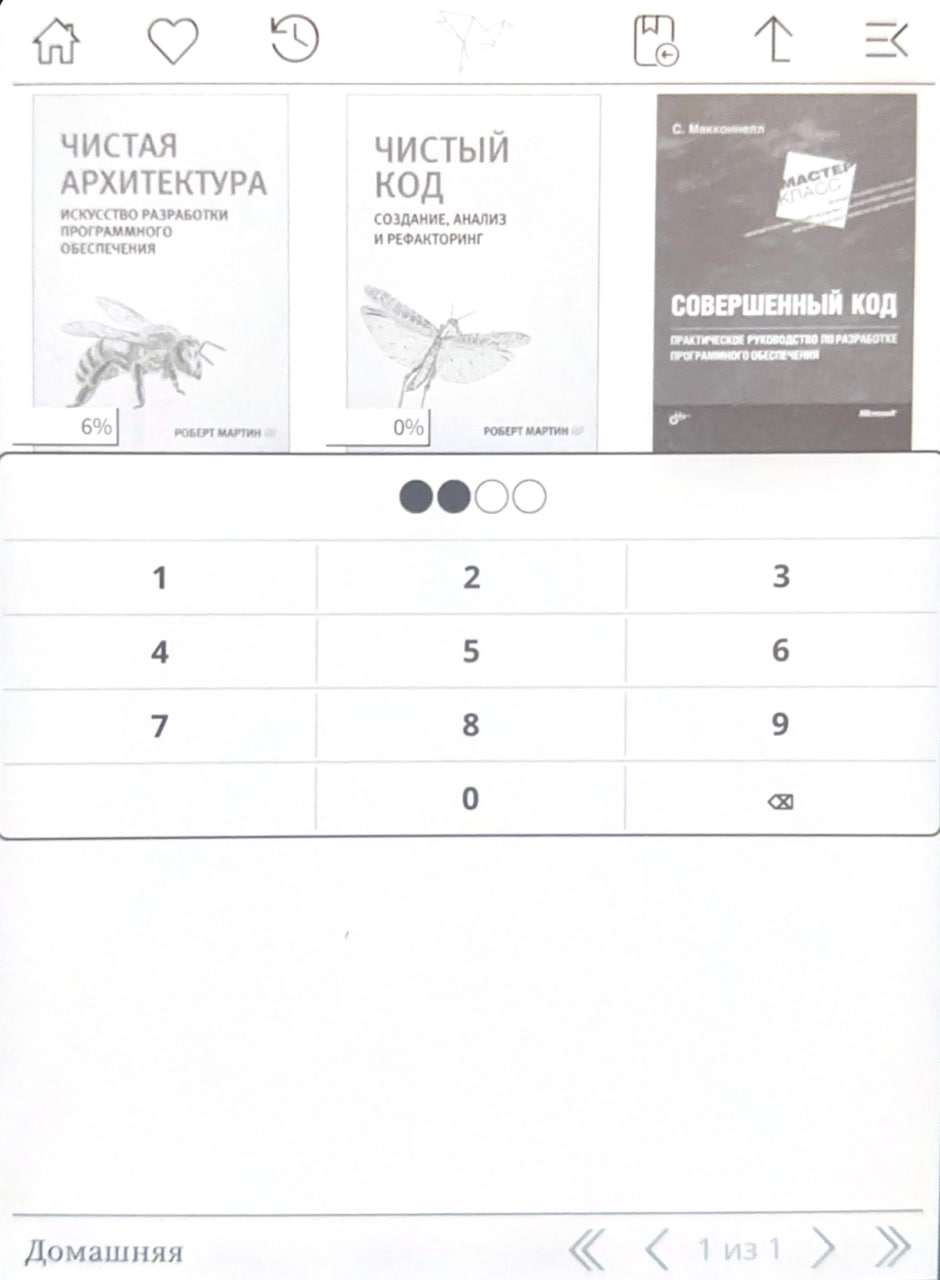 ЧИСТАЯ
АРХИТЕКТУРА
ИСКУССТВО РАЗРАБОТКИ
ПРОГРАММНОГО
ОБЕСПЕЧЕНИЯ
6%
РОБЕРТ МАРТИН
ЧИСТЫЙ
КОД
СОЗДАНИЕ, АНАЛИЗ
И РЕФАКТОРИНГ
0%
РОБЕРТ МАРТИН
С. Макконнелл
МАСТЕР
КЛАСС
СОВЕРШЕННЫЙ КОД
ПРАКТИЧЕСКОЕ РУКОВОДСТВО ПО РАЗРАБОТКЕ
ПРОГРАММНОГО ОБЕСПЕЧЕНИЯ
Microsoft
1 2 3
4 5 6
7 8 9
0
Домашняя
1 из 1